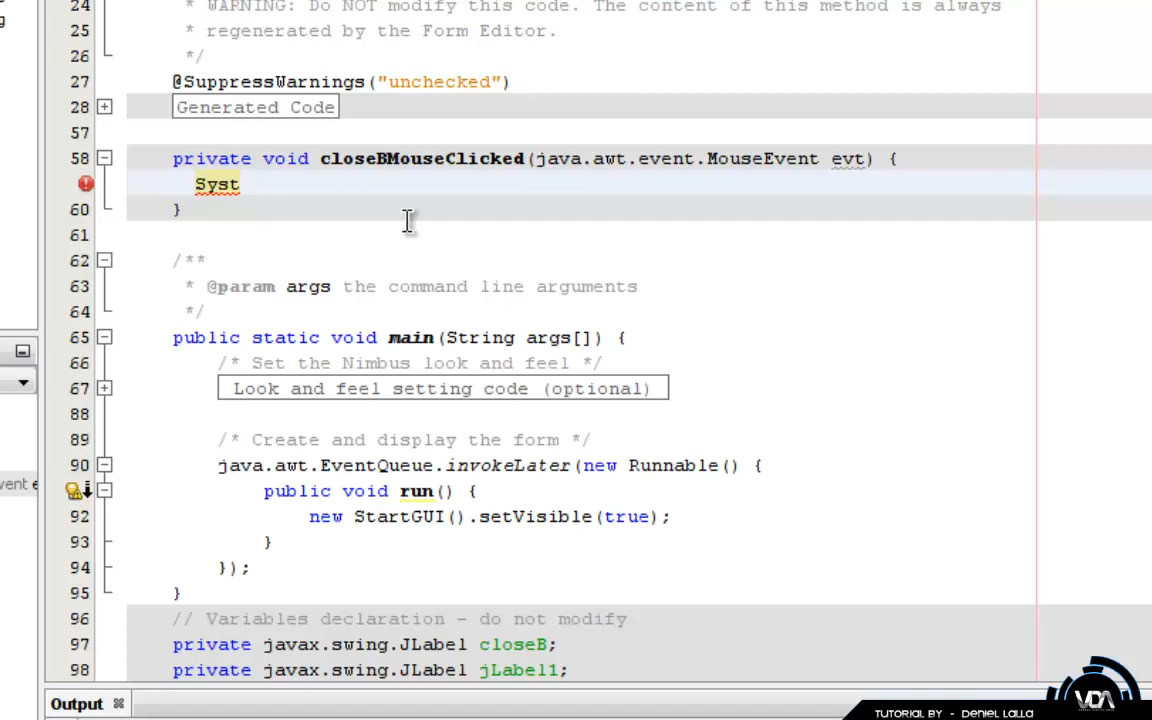 24 * WARNING: Do NOT modify this code. The content of this method is always
25 * regenerated by the Form Editor.
26 */
27 @SuppressWarnings("unchecked")
28 Generated Code
57
58 private void closeBMouseClicked(java.awt.event.MouseEvent evt) {
Syst
60 }
61
62 /**
63 * @param args the command line arguments
64 */
65 public static void main(String args[]) {
66 /* Set the Nimbus look and feel */
67 Look and feel setting code (optional)
88
89 /* Create and display the form */
90 java.awt.EventQueue.invokeLater(new Runnable() {
public void run() {
92 new StartGUI().setVisible(true);
93 }
94 });
95 }
96 // Variables declaration - do not modify
97 private javax.swing.JLabel closeB;
98 private javax.swing.JLabel jLabel1;
Output
VDA
TUTORIAL BY - DENIEL LALLA